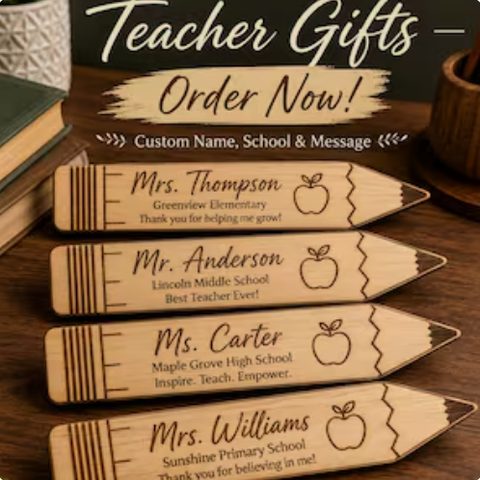 Teacher Gifts
Order Now!
Custom Name, School & Message
Mrs. Thompson
Greenview Elementary
Thank you for helping me grow!
Mr. Anderson
Lincoln Middle School
Best Teacher Ever!
Ms. Carter
Maple Grove High School
Inspire. Teach. Empower.
Mrs. Williams
Sunshine Primary School
Thank you for believing in me!